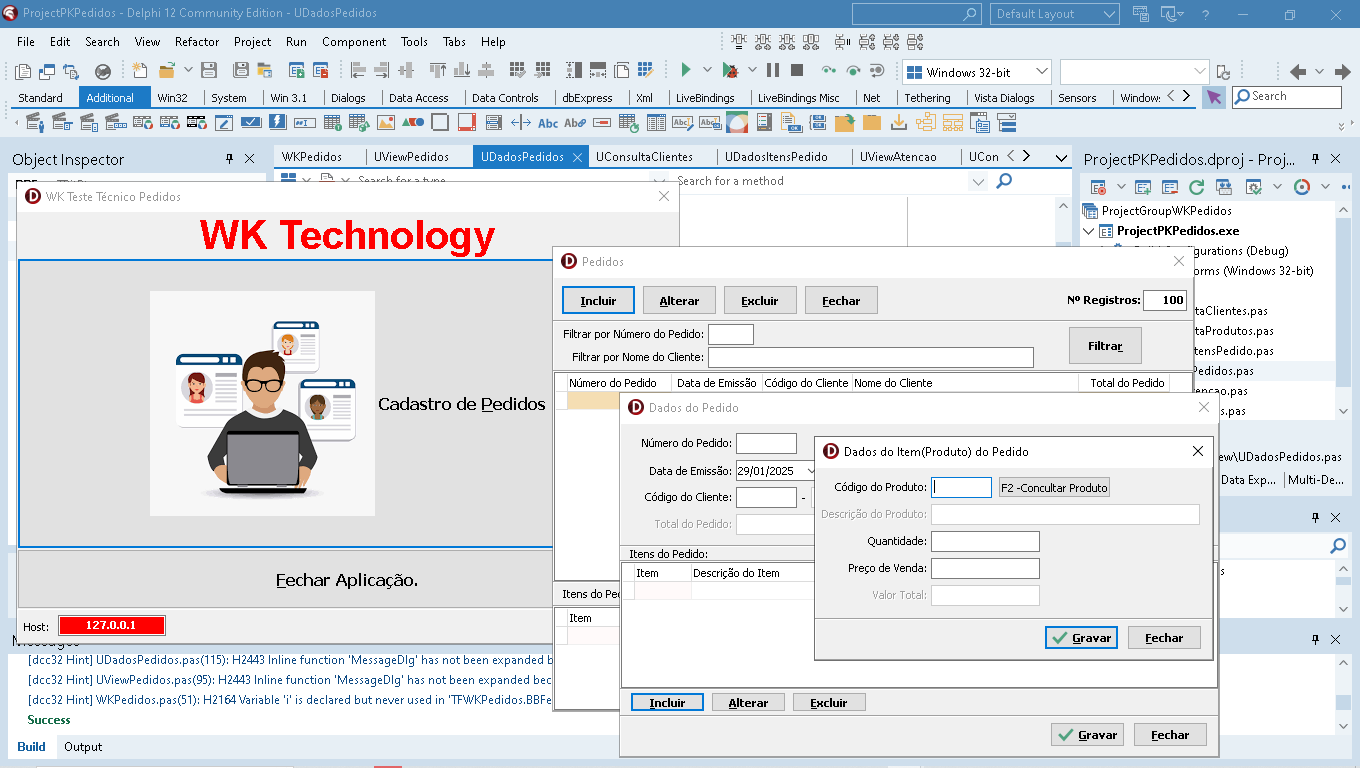 ProjectPKPedidos - Delphi 12 Community Edition - UDadosPedidos
Default Layout
File Edit Search View Refactor Project Run Component Tools Tabs Help
Windows 32-bit
Standard Additional Win32 System Win 3.1 Dialogs Data Access Data Controls dbExpress Xml LiveBindings LiveBindings Misc Net Tethering Vista Dialogs Sensors Window
Search
Object Inspector
WKPedidos UViewPedidos UDadosPedidos UConsultaClientes UDadosItensPedido UViewAtencao UCon
Search for a type
Search for a method
ProjectPKPedidos.dproj - Proj...
ProjectGroupWKPedidos
ProjectPKPedidos.exe
gurations (Debug)
orms (Windows 32-bit)
taClientes.pas
taProdutos.pas
tensPedido.pas
Pedidos.pas
encao.pas
s.pas
ew\UDadosPedidos.pas
Data Exp... Multi-De...
WK Teste Técnico Pedidos
WK Technology
Cadastro de Pedidos
Fechar Aplicação.
Host: 127.0.0.1
Pedidos
Incluir Alterar Excluir Fechar
Nº Registros: 100
Filtrar por Número do Pedido:
Filtrar por Nome do Cliente:
Filtrar
Número do Pedido Data de Emissão Código do Cliente Nome do Cliente Total do Pedido
Itens do Pe
Item
Dados do Pedido
Número do Pedido:
Data de Emissão: 29/01/2025
Código do Cliente: -
Total do Pedido:
Itens do Pedido:
Item Descrição do Item
Incluir Alterar Excluir
Gravar Fechar
Dados do Item(Produto) do Pedido
Código do Produto: F2 -Concultar Produto
Descrição do Produto:
Quantidade:
Preço de Venda:
Valor Total:
Gravar Fechar
Messages
[dcc32 Hint] UDadosPedidos.pas(115): H2443 Inline function 'MessageDlg' has not been expanded b
[dcc32 Hint] UViewPedidos.pas(95): H2443 Inline function 'MessageDlg' has not been expanded bec
[dcc32 Hint] WKPedidos.pas(51): H2164 Variable 'i' is declared but never used in 'TFWKPedidos.BBFe
Success
Build Output